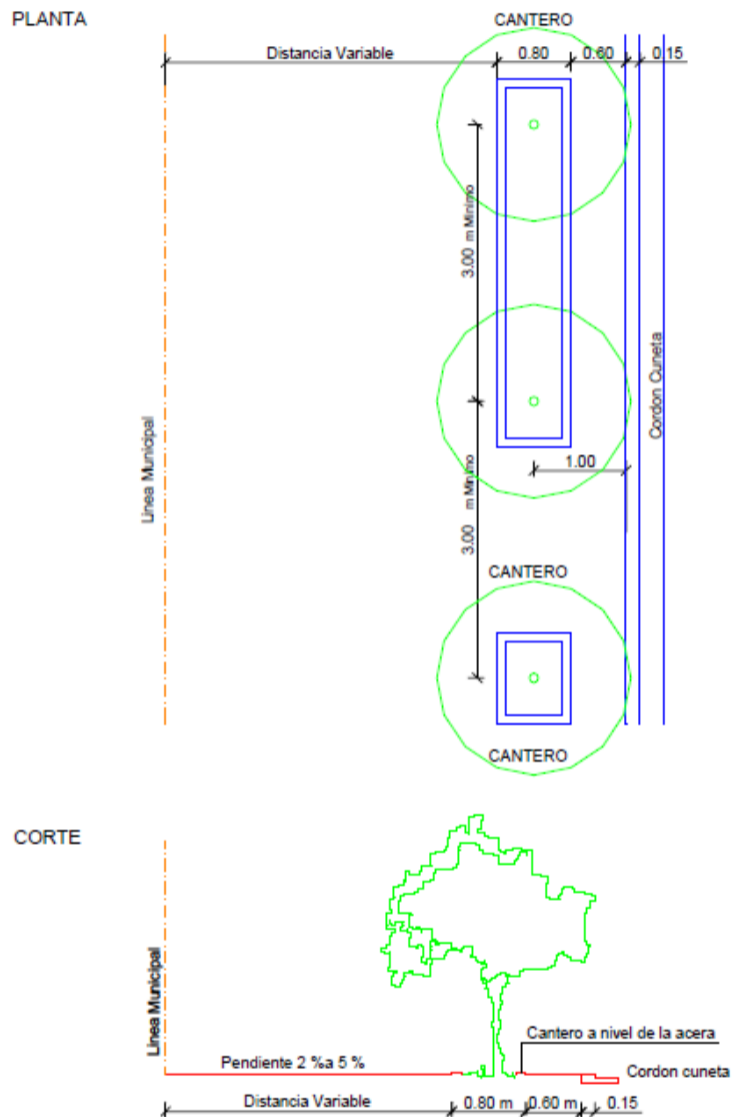 PLANTA
CANTERO
Distancia Variable
0.80
0.60
0.15
3.00 m Minimo
Cordon Cuneta
Linea Municipal
1.00
3.00 m Minimo
CANTERO
CANTERO
CORTE
Linea Municipal
Cantero a nivel de la acera
Pendiente 2 %a 5 %
Cordon cuneta
Distancia Variable
0.80 m
0.60 m
0.15